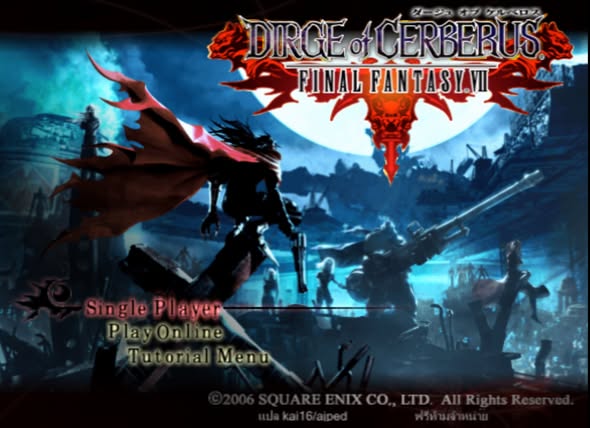 ダージュ オブ ケルベロス
DIRGE of CERBERUS
FINAL FANTASY VII
Single Player
PlayOnline
Tutorial Menu
©2006 SQUARE ENIX CO., LTD. All Rights Reserved.
แปล kai16/aiped ฟรีห้ามจำหน่าย